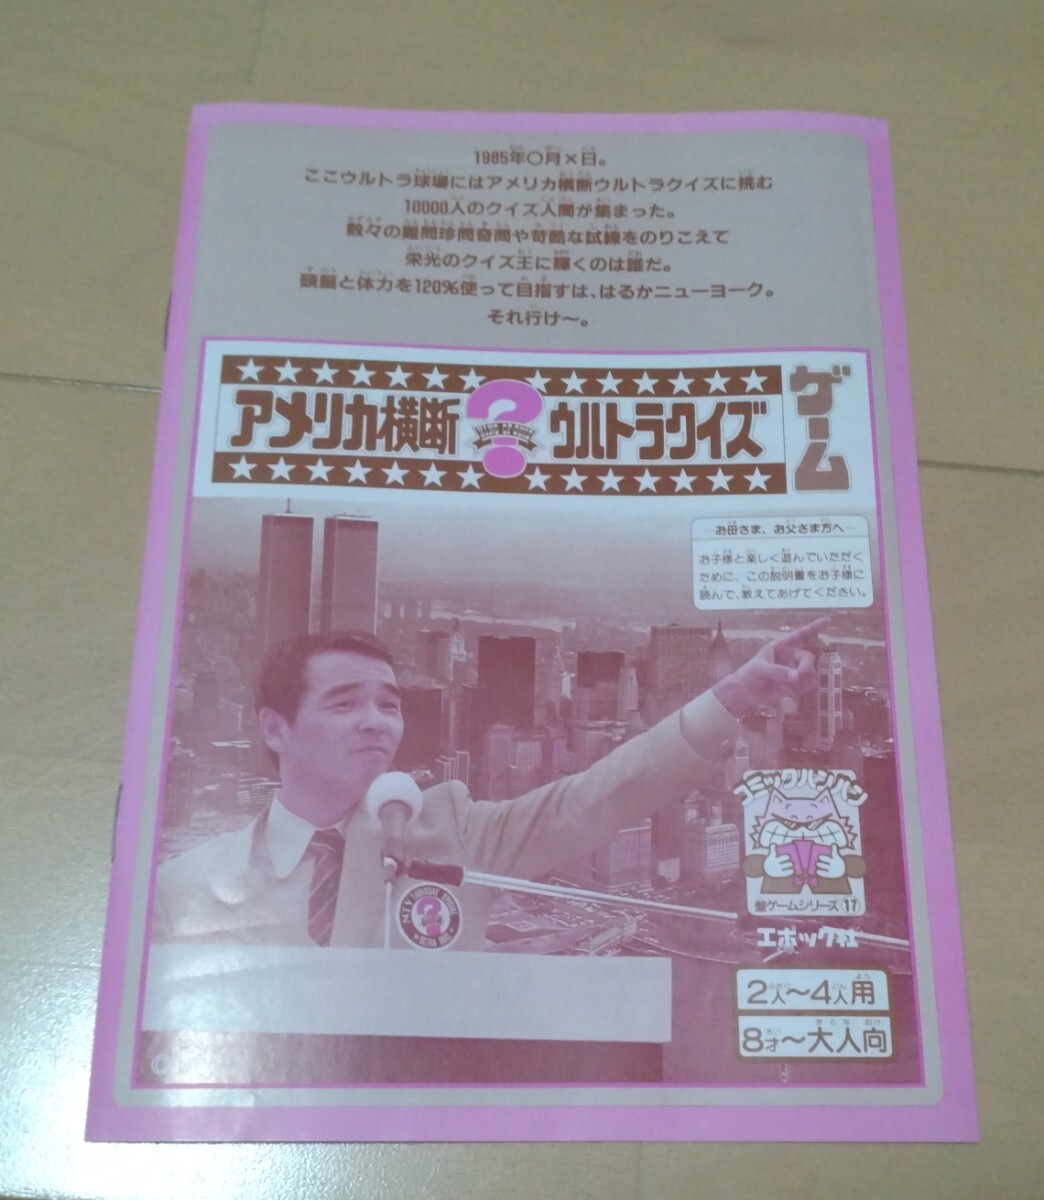 1985年〇月×日。
ここウルトラ球場にはアメリカ横断ウルトラクイズに挑む
10000人のクイズ人間が集まった。
数々の難問珍問奇問や苛酷な試練をのりこえて
栄光のクイズ王に輝くのは誰だ。
頭脳と体力を120%使って目指すは、はるかニューヨーク。
それ行け〜。
アメリカ横断?ウルトラクイズ
ゲーム
お母さま、お父さま方へ
お子様と楽しく遊んでいただく
ために、この説明書をお子様に
読んで、教えてあげてください。
コミックバンバン
盤ゲームシリーズ⑰
エポック社
2人〜4人用
8才〜大人向